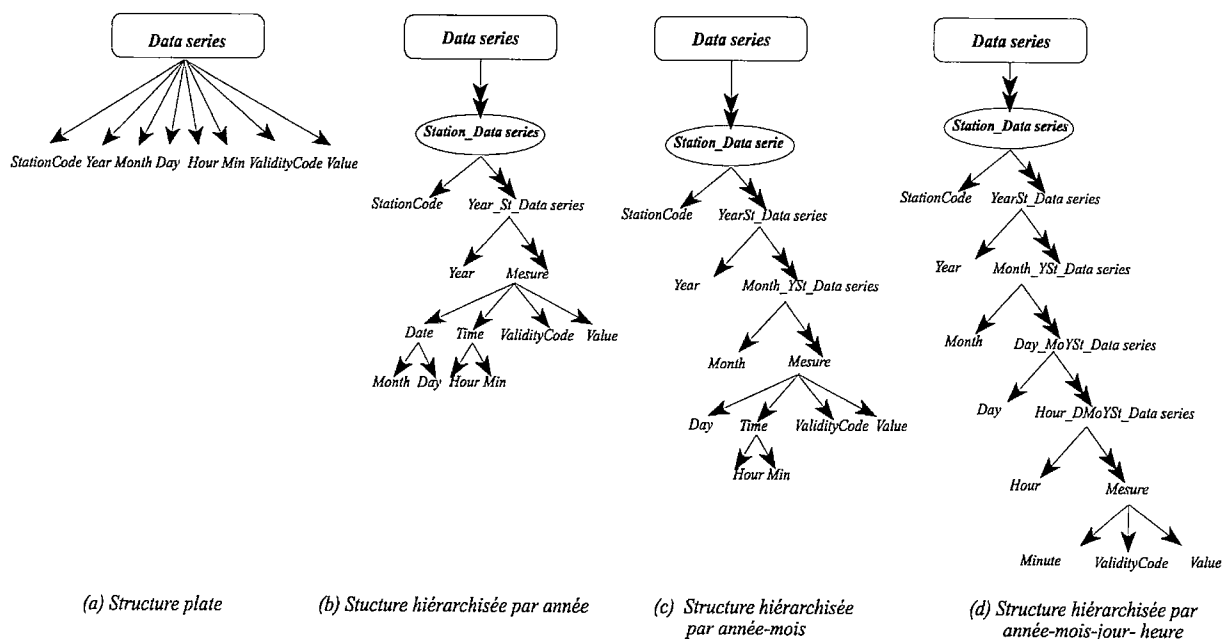 Data series
StationCode Year Month Day Hour Min ValidityCode Value
(a) Structure plate
Data series
Station_Data series
StationCode Year_St_Data series
Year Mesure
Date Time ValidityCode Value
Month Day Hour Min
(b) Stucture hiérarchisée par année
Data series
Station_Data serie
StationCode YearSt_Data series
Year Month_YSt_Data series
Month Mesure
Day Time ValidityCode Value
Hour Min
(c) Structure hiérarchisée
par année-mois
Data series
Station_Data series
StationCode YearSt_Data series
Year Month_YSt_Data series
Month Day_MoYSt_Data series
Day Hour_DMoYSt_Data series
Hour Mesure
Minute ValidityCode Value
(d) Structure hiérarchisée par
année-mois-jour- heure